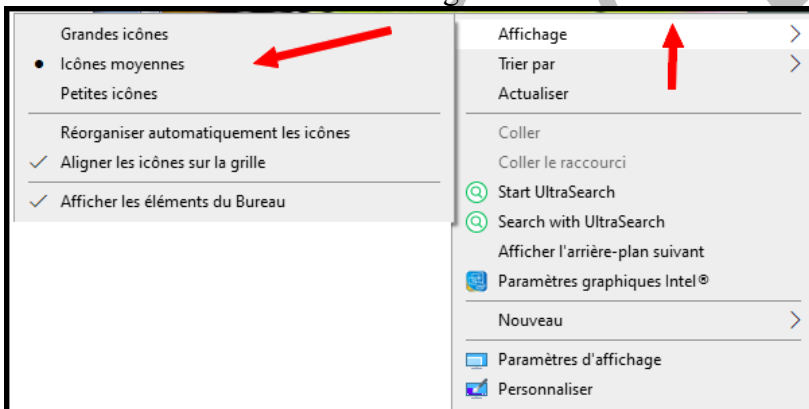 Grandes icônes
Icônes moyennes
Petites icônes
Réorganiser automatiquement les icônes
Aligner les icônes sur la grille
Afficher les éléments du Bureau
Affichage
Trier par
Actualiser
Coller
Coller le raccourci
Start UltraSearch
Search with UltraSearch
Afficher l'arrière-plan suivant
Paramètres graphiques Intel®
Nouveau
Paramètres d'affichage
Personnaliser